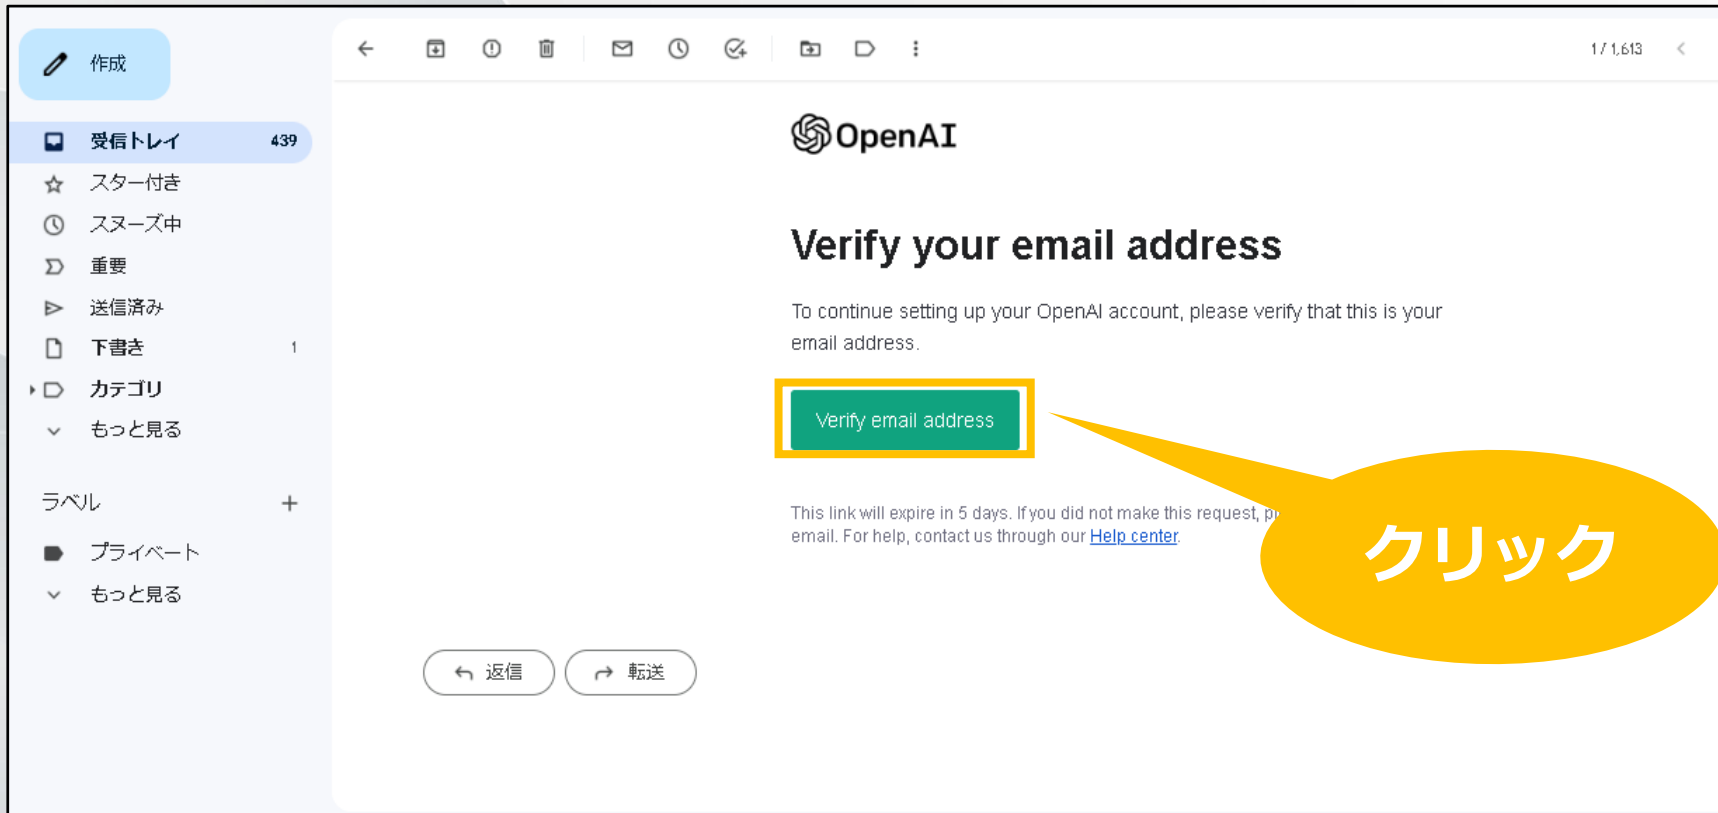 作成
1 / 1,613
受信トレイ 439
スター付き
スヌーズ中
重要
送信済み
下書き 1
カテゴリ
もっと見る
ラベル
プライベート
もっと見る
OpenAI
Verify your email address
To continue setting up your OpenAI account, please verify that this is your
email address.
Verify email address
This link will expire in 5 days. If you did not make this request,
email. For help, contact us through our Help center.
クリック
返信
転送